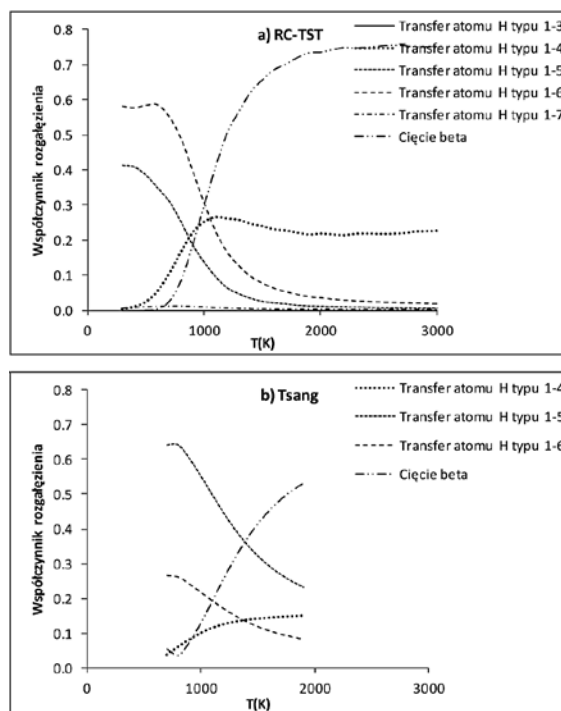 a) RC-TST
Transfer atomu H typu 1-3
Transfer atomu H typu 1-4
Transfer atomu H typu 1-5
Transfer atomu H typu 1-6
Transfer atomu H typu 1-7
Cięcie beta
Współczynnik rozgałęzienia
0.8
0.7
0.6
0.5
0.4
0.3
0.2
0.1
0.0
0
1000
2000
3000
T(K)
b) Tsang
Transfer atomu H typu 1-4
Transfer atomu H typu 1-5
Transfer atomu H typu 1-6
Cięcie beta
Współczynnik rozgałęzienia
0.8
0.7
0.6
0.5
0.4
0.3
0.2
0.1
0.0
0
1000
2000
3000
T(K)